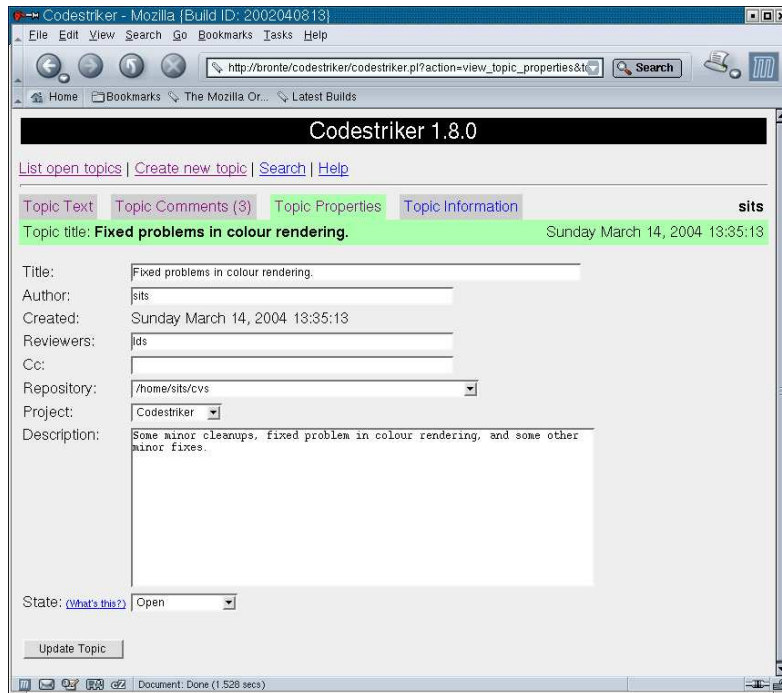 Codestriker - Mozilla {Build ID: 2002040813}
File Edit View Search Go Bookmarks Tasks Help
http://bronte/codestriker/codestriker.pl?action=view_topic_properties&to Search
Home Bookmarks The Mozilla Or... Latest Builds
Codestriker 1.8.0
List open topics | Create new topic | Search | Help
Topic Text Topic Comments (3) Topic Properties Topic Information sits
Topic title: Fixed problems in colour rendering. Sunday March 14, 2004 13:35:13
Title: Fixed problems in colour rendering.
Author: sits
Created: Sunday March 14, 2004 13:35:13
Reviewers: lds
Cc:
Repository: /home/sits/cvs
Project: Codestriker
Description: Some minor cleanups, fixed problem in colour rendering, and some other
minor fixes.
State: (What's this?) Open
Update Topic
Document: Done (1.528 secs)